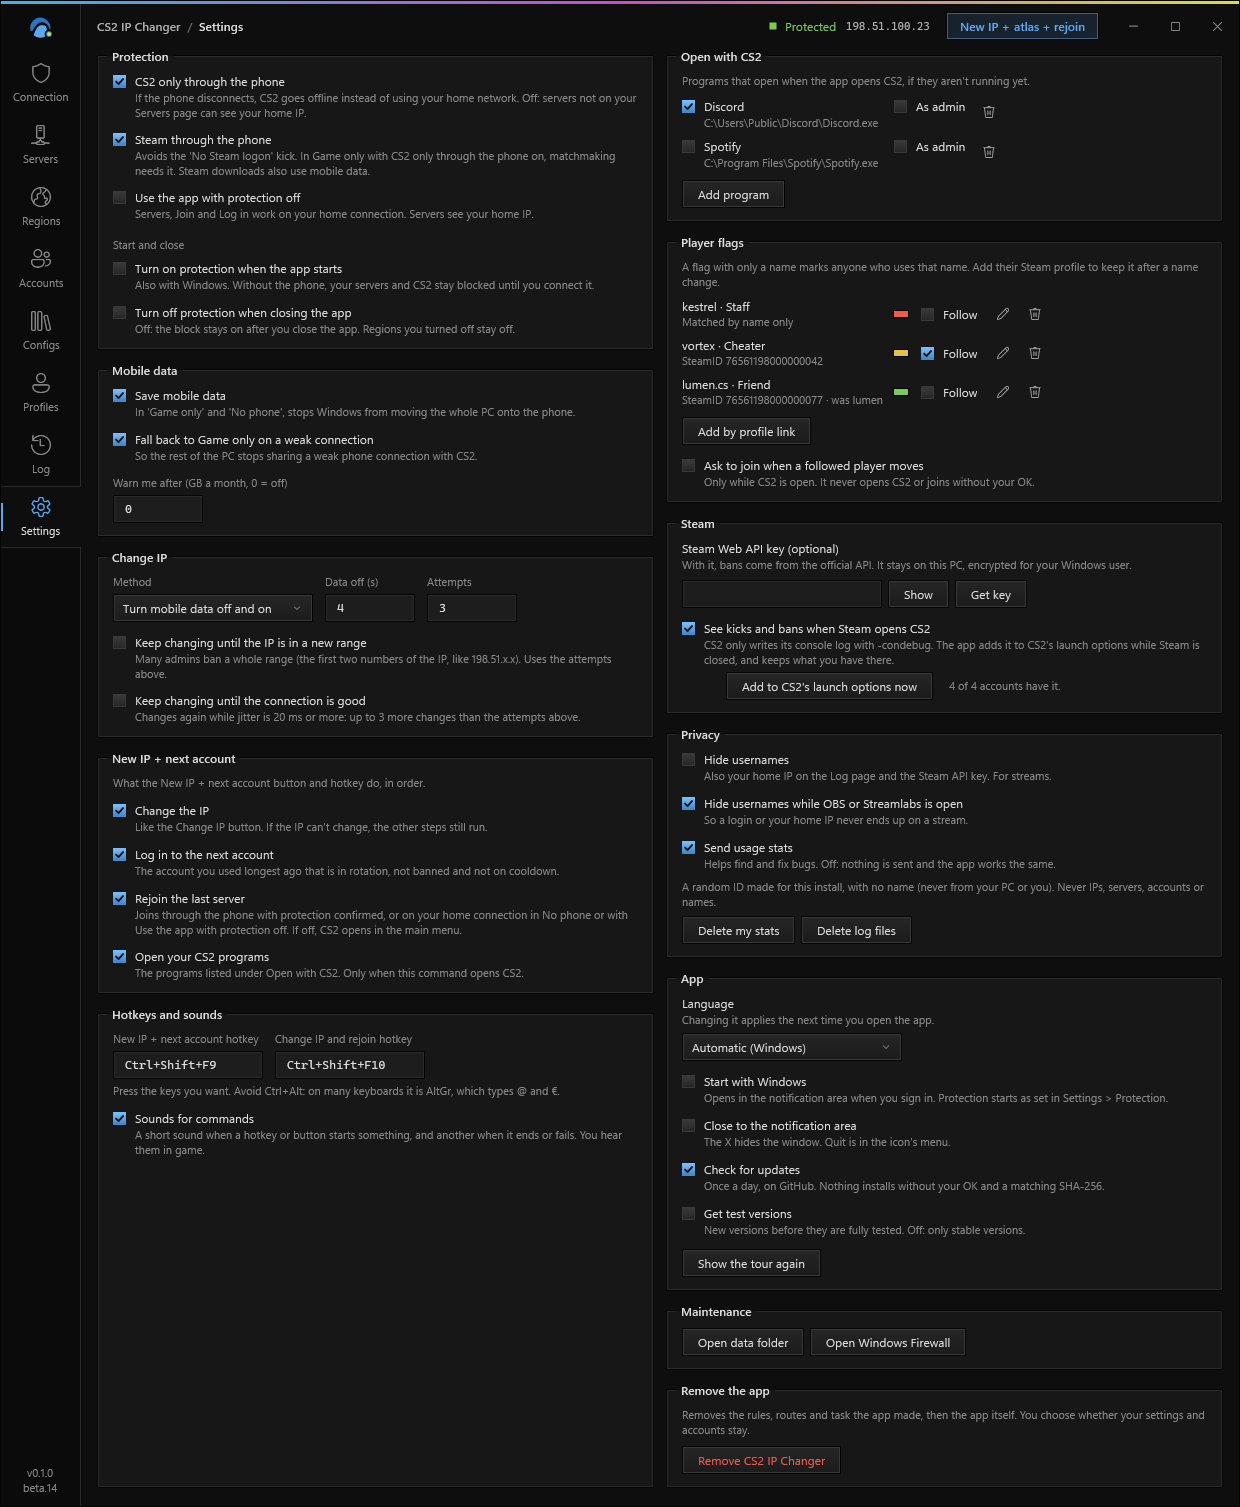 CS2 IP Changer / Settings
Protected 198.51.100.23
New IP + atlas + rejoin
Connection
Servers
Regions
Accounts
Configs
Profiles
Log
Settings
v0.1.0
beta.14
Protection
CS2 only through the phone
If the phone disconnects, CS2 goes offline instead of using your home network. Off: servers not on your
Servers page can see your home IP.
Steam through the phone
Avoids the 'No Steam logon' kick. In Game only with CS2 only through the phone on, matchmaking
needs it. Steam downloads also use mobile data.
Use the app with protection off
Servers, Join and Log in work on your home connection. Servers see your home IP.
Start and close
Turn on protection when the app starts
Also with Windows. Without the phone, your servers and CS2 stay blocked until you connect it.
Turn off protection when closing the app
Off: the block stays on after you close the app. Regions you turned off stay off.
Mobile data
Save mobile data
In 'Game only' and 'No phone', stops Windows from moving the whole PC onto the phone.
Fall back to Game only on a weak connection
So the rest of the PC stops sharing a weak phone connection with CS2.
Warn me after (GB a month, 0 = off)
0
Change IP
Method
Data off (s)
Attempts
Turn mobile data off and on
4
3
Keep changing until the IP is in a new range
Many admins ban a whole range (the first two numbers of the IP, like 198.51.x.x). Uses the attempts
above.
Keep changing until the connection is good
Changes again while jitter is 20 ms or more: up to 3 more changes than the attempts above.
New IP + next account
What the New IP + next account button and hotkey do, in order.
Change the IP
Like the Change IP button. If the IP can't change, the other steps still run.
Log in to the next account
The account you used longest ago that is in rotation, not banned and not on cooldown.
Rejoin the last server
Joins through the phone with protection confirmed, or on your home connection in No phone or with
Use the app with protection off. If off, CS2 opens in the main menu.
Open your CS2 programs
The programs listed under Open with CS2. Only when this command opens CS2.
Hotkeys and sounds
New IP + next account hotkey
Change IP and rejoin hotkey
Ctrl+Shift+F9
Ctrl+Shift+F10
Press the keys you want. Avoid Ctrl+Alt: on many keyboards it is AltGr, which types @ and €.
Sounds for commands
A short sound when a hotkey or button starts something, and another when it ends or fails. You hear
them in game.
Open with CS2
Programs that open when the app opens CS2, if they aren't running yet.
Discord
As admin
C:\Users\Public\Discord\Discord.exe
Spotify
As admin
C:\Program Files\Spotify\Spotify.exe
Add program
Player flags
A flag with only a name marks anyone who uses that name. Add their Steam profile to keep it after a name
change.
kestrel · Staff
Matched by name only
Follow
vortex · Cheater
SteamID 76561198000000042
Follow
lumen.cs · Friend
SteamID 76561198000000077 · was lumen
Follow
Add by profile link
Ask to join when a followed player moves
Only while CS2 is open. It never opens CS2 or joins without your OK.
Steam
Steam Web API key (optional)
With it, bans come from the official API. It stays on this PC, encrypted for your Windows user.
Show
Get key
See kicks and bans when Steam opens CS2
CS2 only writes its console log with -condebug. The app adds it to CS2's launch options while Steam is
closed, and keeps what you have there.
Add to CS2's launch options now
4 of 4 accounts have it.
Privacy
Hide usernames
Also your home IP on the Log page and the Steam API key. For streams.
Hide usernames while OBS or Streamlabs is open
So a login or your home IP never ends up on a stream.
Send usage stats
Helps find and fix bugs. Off: nothing is sent and the app works the same.
A random ID made for this install, with no name (never from your PC or you). Never IPs, servers, accounts or
names.
Delete my stats
Delete log files
App
Language
Changing it applies the next time you open the app.
Automatic (Windows)
Start with Windows
Opens in the notification area when you sign in. Protection starts as set in Settings > Protection.
Close to the notification area
The X hides the window. Quit is in the icon's menu.
Check for updates
Once a day, on GitHub. Nothing installs without your OK and a matching SHA-256.
Get test versions
New versions before they are fully tested. Off: only stable versions.
Show the tour again
Maintenance
Open data folder
Open Windows Firewall
Remove the app
Removes the rules, routes and task the app made, then the app itself. You choose whether your settings and
accounts stay.
Remove CS2 IP Changer